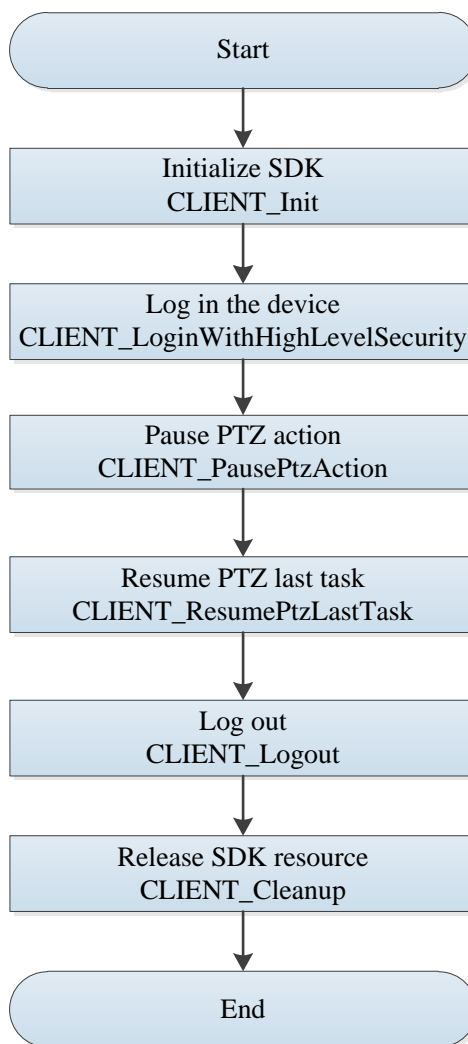 Start
Initialize SDK
CLIENT_Init
Log in the device
CLIENT_LoginWithHighLevelSecurity
Pause PTZ action
CLIENT_PausePtzAction
Resume PTZ last task
CLIENT_ResumePtzLastTask
Log out
CLIENT_Logout
Release SDK resource
CLIENT_Cleanup
End